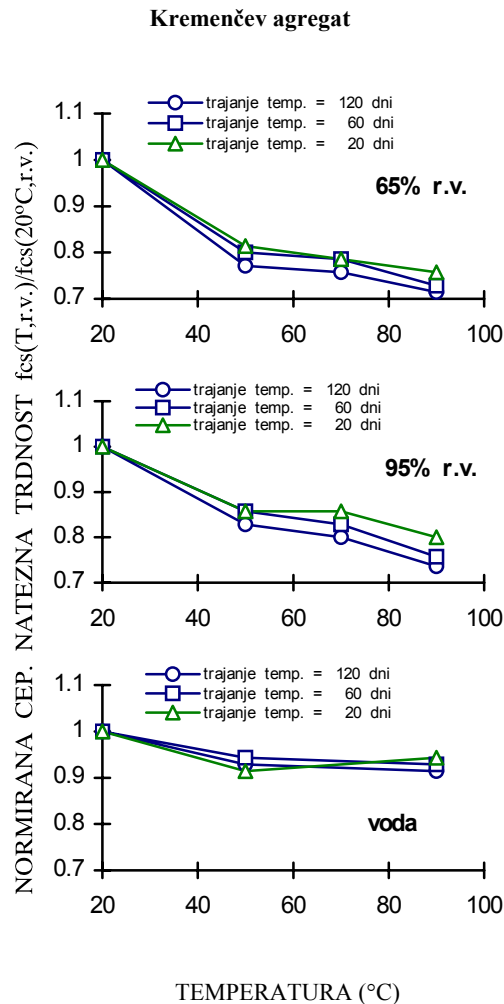 Kremenčev agregat
NORMIRANA CEP. NATEZNA TRDNOST fcs(T,r.v.)/fcs(20°C,r.v.)
trajanje temp. = 120 dni
trajanje temp. = 60 dni
trajanje temp. = 20 dni
65% r.v.
1.1
1
0.9
0.8
0.7
20 40 60 80 100
trajanje temp. = 120 dni
trajanje temp. = 60 dni
trajanje temp. = 20 dni
95% r.v.
1.1
1
0.9
0.8
0.7
20 40 60 80 100
trajanje temp. = 120 dni
trajanje temp. = 60 dni
trajanje temp. = 20 dni
voda
1.1
1
0.9
0.8
0.7
20 40 60 80 100
TEMPERATURA (°C)